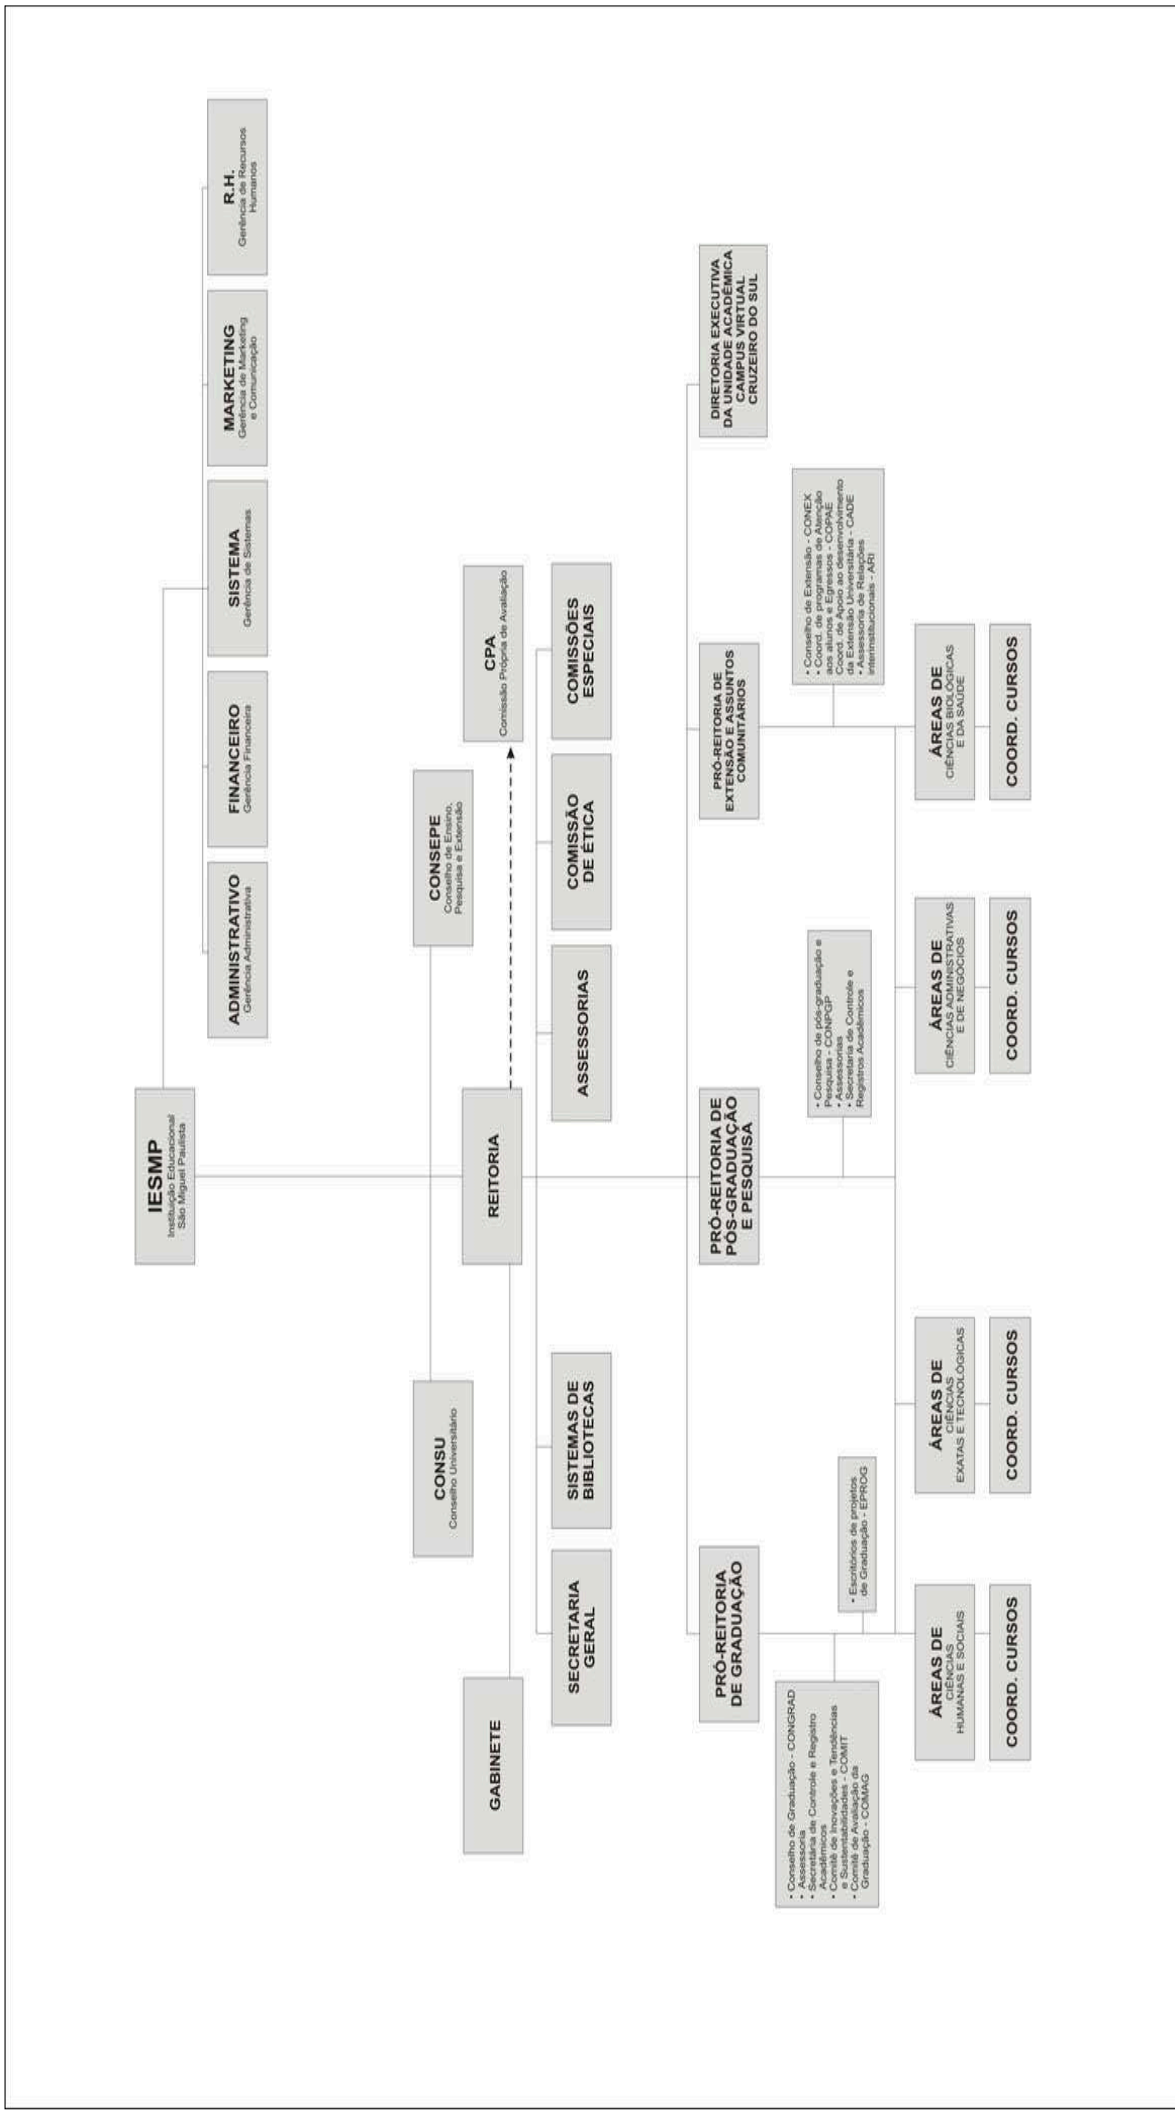 IESMP
Instituição Educacional
São Miguel Paulista
ADMINISTRATIVO
Gerência Administrativa
FINANCEIRO
Gerência Financeira
SISTEMA
Gerência de Sistemas
MARKETING
Gerência de Marketing
e Comunicação
R.H.
Gerência de Recursos
Humanos
CONSU
Conselho Universitário
CONSEPE
Conselho de Ensino,
Pesquisa e Extensão
GABINETE
REITORIA
CPA
Comissão Própria de Avaliação
SECRETARIA
GERAL
SISTEMAS DE
BIBLIOTECAS
ASSESSORIAS
COMISSÃO
DE ÉTICA
COMISSÕES
ESPECIAIS
PRÓ-REITORIA
DE GRADUAÇÃO
PRÓ-REITORIA DE
PÓS-GRADUAÇÃO
E PESQUISA
PRÓ-REITORIA DE
EXTENSÃO E ASSUNTOS
COMUNITÁRIOS
DIRETORIA EXECUTIVA
DA UNIDADE ACADÊMICA
CAMPUS VIRTUAL
CRUZEIRO DO SUL
• Conselho de Graduação - CONGRAD
• Assessoria
• Secretária de Controle e Registro
Acadêmicos
• Comitê de Inovações e Tendências
e Sustentabilidades - COMIT
• Comitê de Avaliação da
Graduação - COMAG
• Escritórios de projetos
de Graduação - EPROG
• Conselho de pós-graduação e
Pesquisa - CONPGP
• Assessorias
• Secretaria de Controle e
Registros Acadêmicos
• Conselho de Extensão - CONEX
• Coord. de programas de Atenção
aos alunos e Egressos - COPAE
Coord. de Apoio ao desenvolvimento
da Extensão Universitária - CADE
• Assessoria de Relações
interinstitucionais - ARI
ÁREAS DE
CIÊNCIAS
HUMANAS E SOCIAIS
COORD. CURSOS
ÁREAS DE
CIÊNCIAS
EXATAS E TECNOLÓGICAS
COORD. CURSOS
ÁREAS DE
CIÊNCIAS ADMINISTRATIVAS
E DE NEGÓCIOS
COORD. CURSOS
ÁREAS DE
CIÊNCIAS BIOLÓGICAS
E DA SAÚDE
COORD. CURSOS